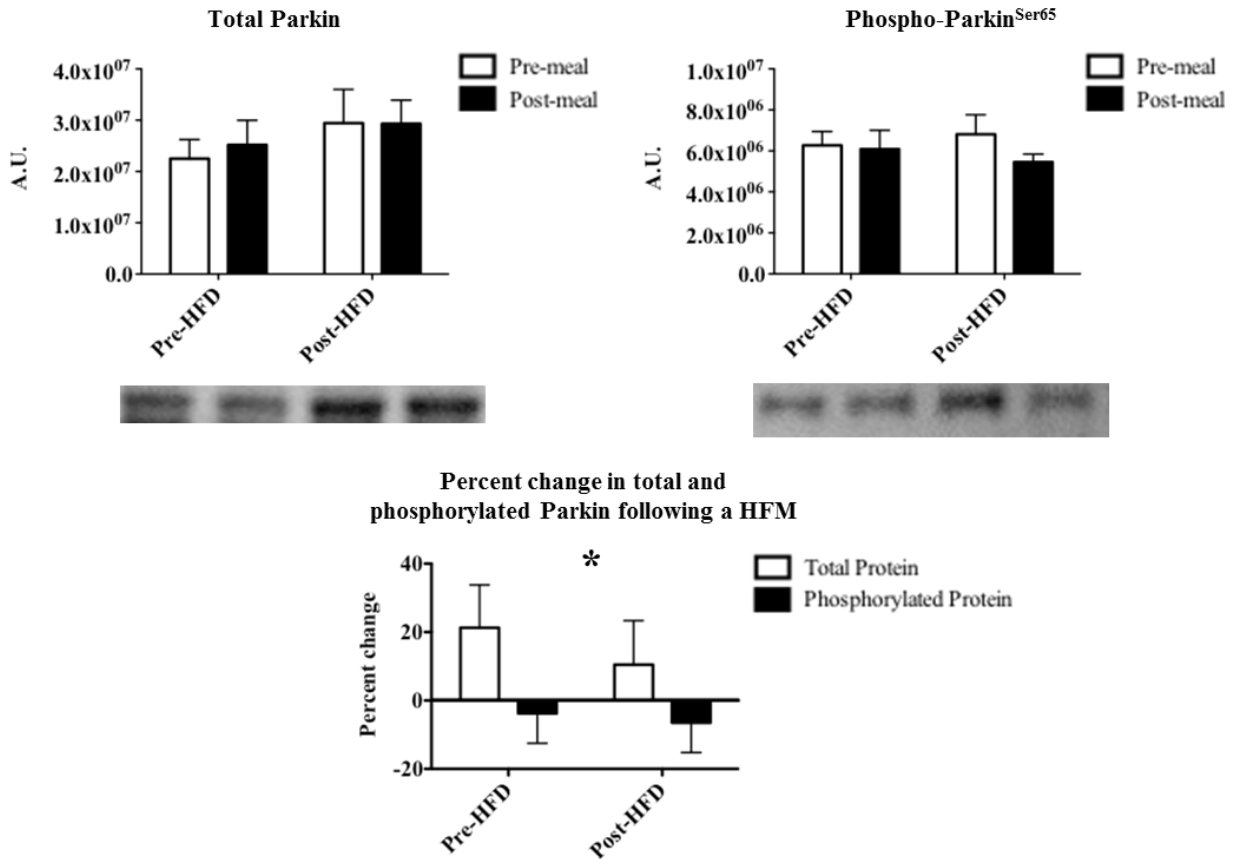 Total Parkin
Pre-meal
Post-meal
4.0x10⁰⁷
3.0x10⁰⁷
2.0x10⁰⁷
1.0x10⁰⁷
0.0
A.U.
Pre-HFD
Post-HFD
Phospho-Parkin^Ser65
Pre-meal
Post-meal
1.0x10⁰⁷
8.0x10⁰⁶
6.0x10⁰⁶
4.0x10⁰⁶
2.0x10⁰⁶
0.0
A.U.
Pre-HFD
Post-HFD
Percent change in total and
phosphorylated Parkin following a HFM
*
Total Protein
Phosphorylated Protein
40
20
0
-20
Percent change
Pre-HFD
Post-HFD